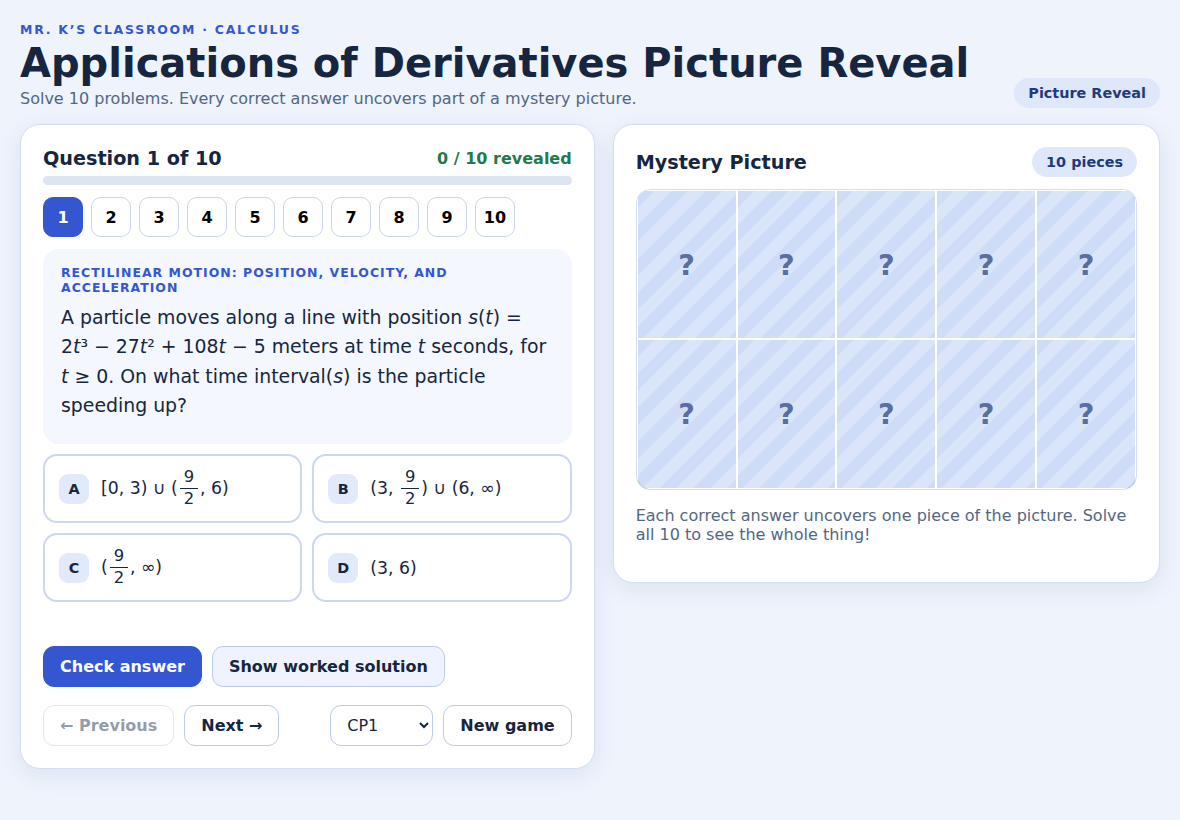 MR. K’S CLASSROOM · CALCULUS
Applications of Derivatives Picture Reveal
Solve 10 problems. Every correct answer uncovers part of a mystery picture.
Picture Reveal
Question 1 of 10
0 / 10 revealed
1 2 3 4 5 6 7 8 9 10
RECTILINEAR MOTION: POSITION, VELOCITY, AND
ACCELERATION
A particle moves along a line with position s(t) =
2t³ − 27t² + 108t − 5 meters at time t seconds, for
t ≥ 0. On what time interval(s) is the particle
speeding up?
A [0, 3) ∪ (9/2, 6)
B (3, 9/2) ∪ (6, ∞)
C (9/2, ∞)
D (3, 6)
Check answer
Show worked solution
← Previous
Next →
CP1
New game
Mystery Picture
10 pieces
? ? ? ? ?
? ? ? ? ?
Each correct answer uncovers one piece of the picture. Solve
all 10 to see the whole thing!